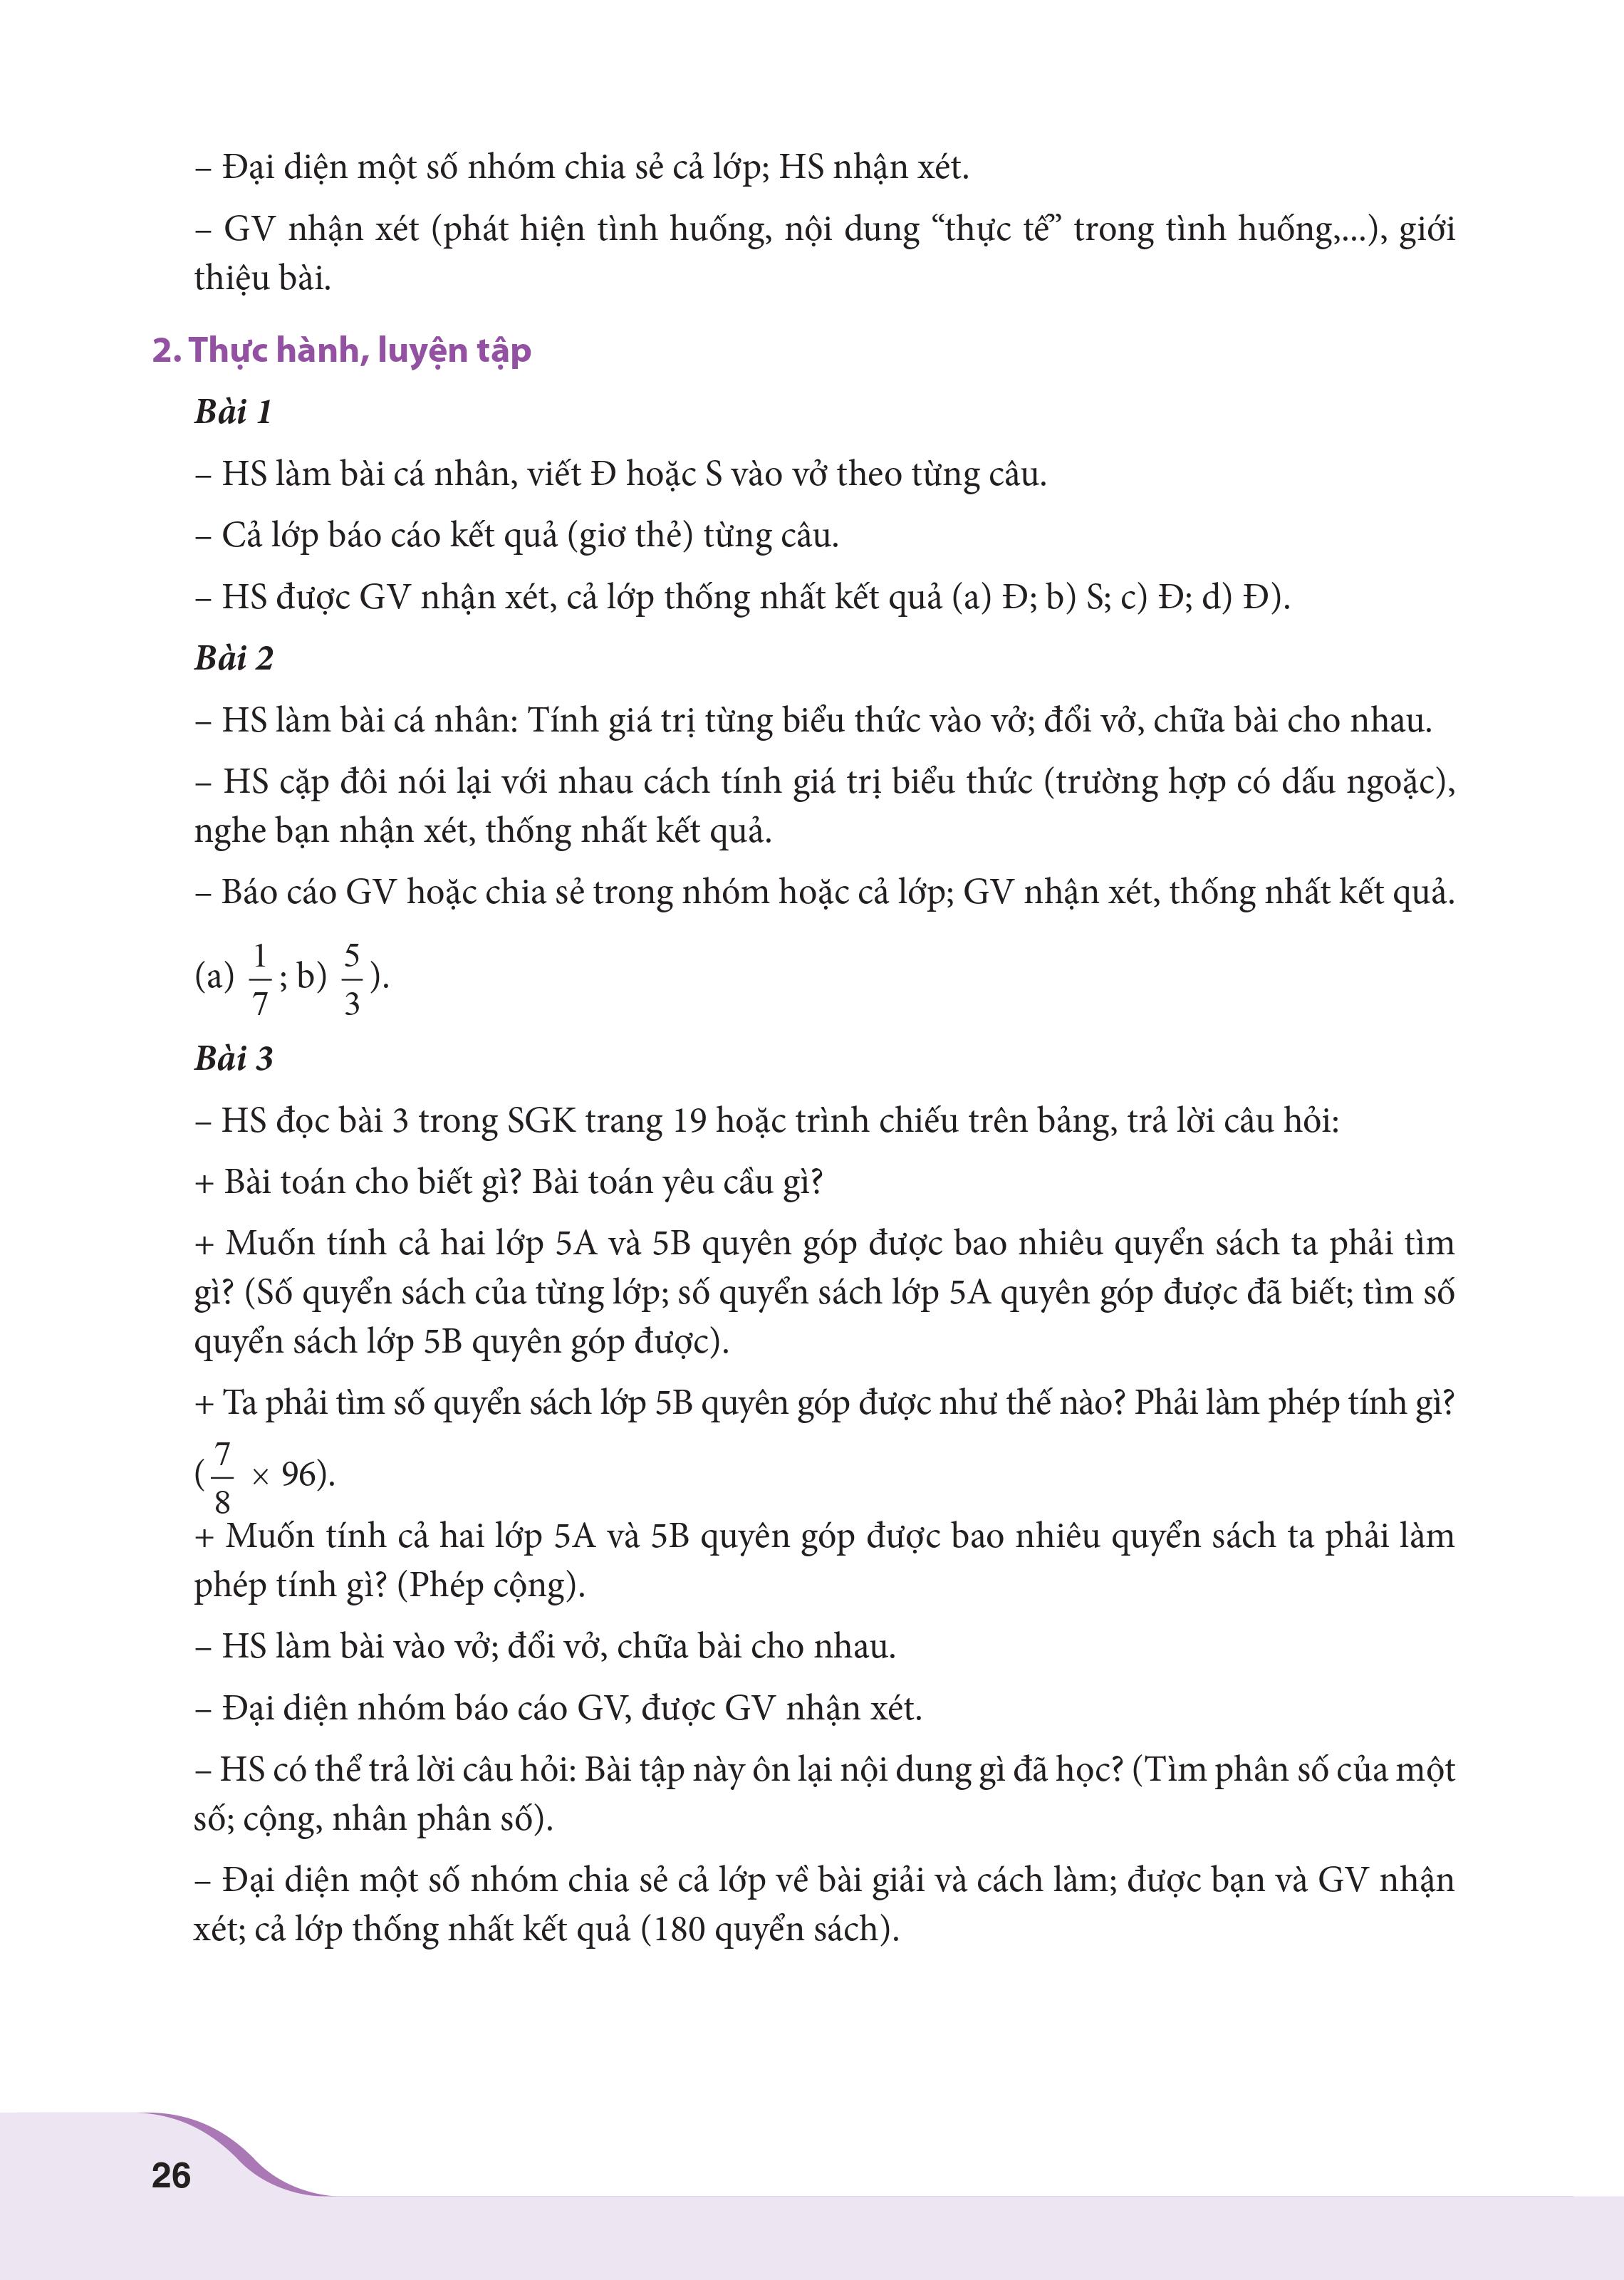 – Đại diện một số nhóm chia sẻ cả lớp; HS nhận xét.
– GV nhận xét (phát hiện tình huống, nội dung “thực tế” trong tình huống,...), giới
thiệu bài.
2. Thực hành, luyện tập
Bài 1
– HS làm bài cá nhân, viết Đ hoặc S vào vở theo từng câu.
– Cả lớp báo cáo kết quả (giơ thẻ) từng câu.
– HS được GV nhận xét, cả lớp thống nhất kết quả (a) Đ; b) S; c) Đ; d) Đ).
Bài 2
– HS làm bài cá nhân: Tính giá trị từng biểu thức vào vở; đổi vở, chữa bài cho nhau.
– HS cặp đôi nói lại với nhau cách tính giá trị biểu thức (trường hợp có dấu ngoặc),
nghe bạn nhận xét, thống nhất kết quả.
– Báo cáo GV hoặc chia sẻ trong nhóm hoặc cả lớp; GV nhận xét, thống nhất kết quả.
(a) 1/7; b) 5/3).
Bài 3
– HS đọc bài 3 trong SGK trang 19 hoặc trình chiếu trên bảng, trả lời câu hỏi:
+ Bài toán cho biết gì? Bài toán yêu cầu gì?
+ Muốn tính cả hai lớp 5A và 5B quyên góp được bao nhiêu quyển sách ta phải tìm
gì? (Số quyển sách của từng lớp; số quyển sách lớp 5A quyên góp được đã biết; tìm số
quyển sách lớp 5B quyên góp được).
+ Ta phải tìm số quyển sách lớp 5B quyên góp được như thế nào? Phải làm phép tính gì?
(7/8 × 96).
+ Muốn tính cả hai lớp 5A và 5B quyên góp được bao nhiêu quyển sách ta phải làm
phép tính gì? (Phép cộng).
– HS làm bài vào vở; đổi vở, chữa bài cho nhau.
– Đại diện nhóm báo cáo GV, được GV nhận xét.
– HS có thể trả lời câu hỏi: Bài tập này ôn lại nội dung gì đã học? (Tìm phân số của một
số; cộng, nhân phân số).
– Đại diện một số nhóm chia sẻ cả lớp về bài giải và cách làm; được bạn và GV nhận
xét; cả lớp thống nhất kết quả (180 quyển sách).
26